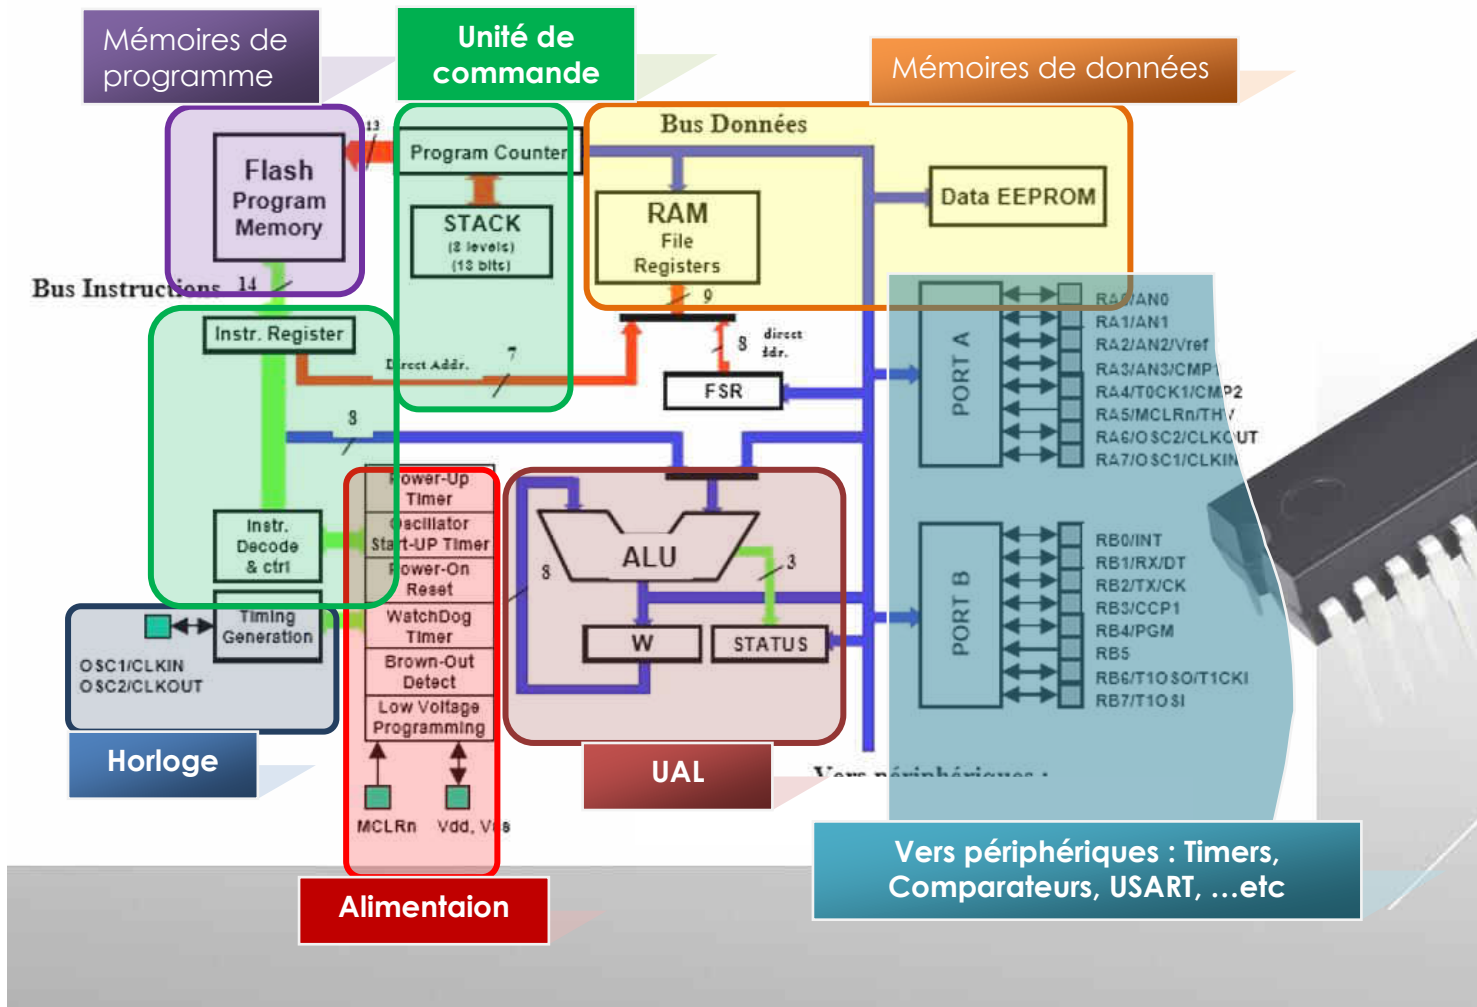 Mémoires de
programme
Unité de
commande
Mémoires de données
Bus Données
13
Program Counter
Flash
Program
Memory
STACK
(8 levels)
(13 bits)
RAM
File
Registers
Data EEPROM
Bus Instructions
14
9
Instr. Register
Direct Addr.
7
8
direct
FSR
8
PORT A
RA0/AN0
RA1/AN1
RA2/AN2/Vref
RA3/AN3/CMP1
RA4/T0CK1/CMP2
RA5/MCLRn/THV
RA6/OSC2/CLKOUT
RA7/OSC1/CLKIN
Power-Up
Timer
Oscillator
Start-UP Timer
Power-On
Reset
WatchDog
Timer
Brown-Out
Detect
Low Voltage
Programming
Instr.
Decode
& ctrl
Timing
Generation
OSC1/CLKIN
OSC2/CLKOUT
ALU
8
3
W
STATUS
PORT B
RB0/INT
RB1/RX/DT
RB2/TX/CK
RB3/CCP1
RB4/PGM
RB5
RB6/T1OSO/T1CKI
RB7/T1OSI
Horloge
UAL
Vers périphériques :
MCLRn
Vdd, Vss
Vers périphériques : Timers,
Comparateurs, USART, ...etc
Alimentaion